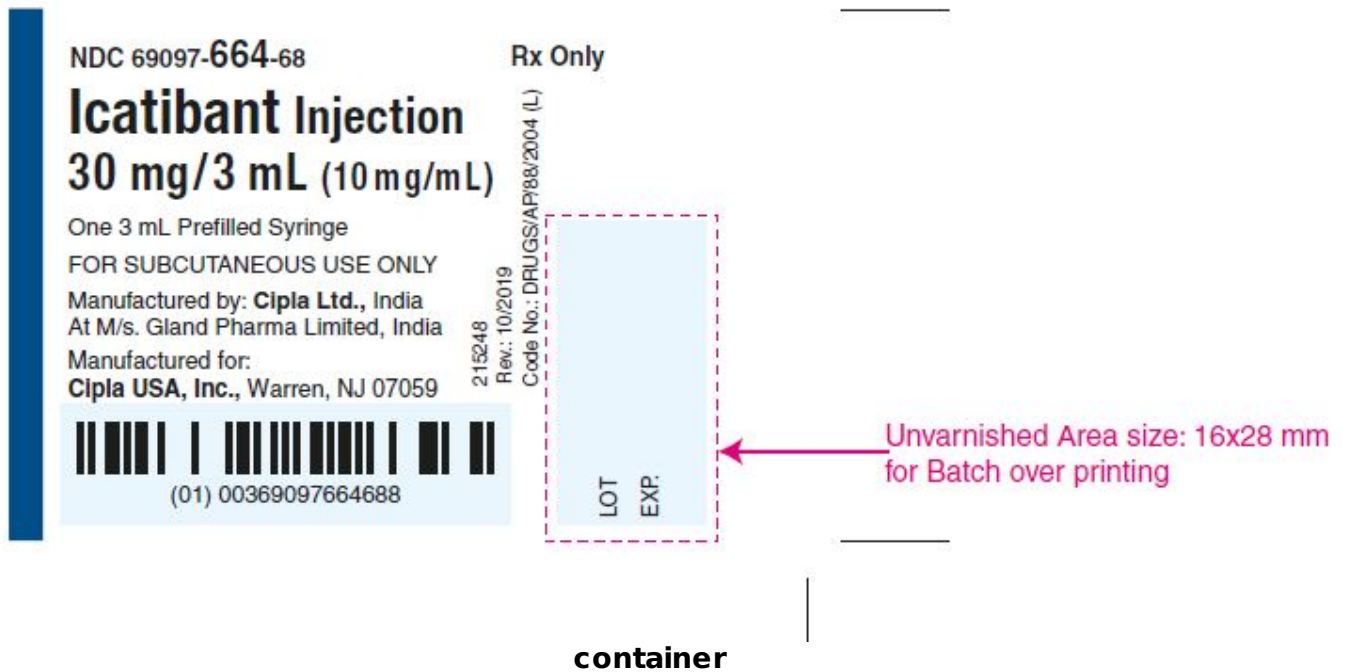 NDC 69097-664-68
Rx Only
Icatibant Injection
30 mg/3 mL (10 mg/mL)
One 3 mL Prefilled Syringe
FOR SUBCUTANEOUS USE ONLY
Manufactured by: Cipla Ltd., India
At M/s. Gland Pharma Limited, India
Manufactured for:
Cipla USA, Inc., Warren, NJ 07059
(01) 00369097664688
215248
Rev.: 10/2019
Code No.: DRUGS/AP/88/2004 (L)
LOT
EXP.
Unvarnished Area size: 16x28 mm
for Batch over printing
container